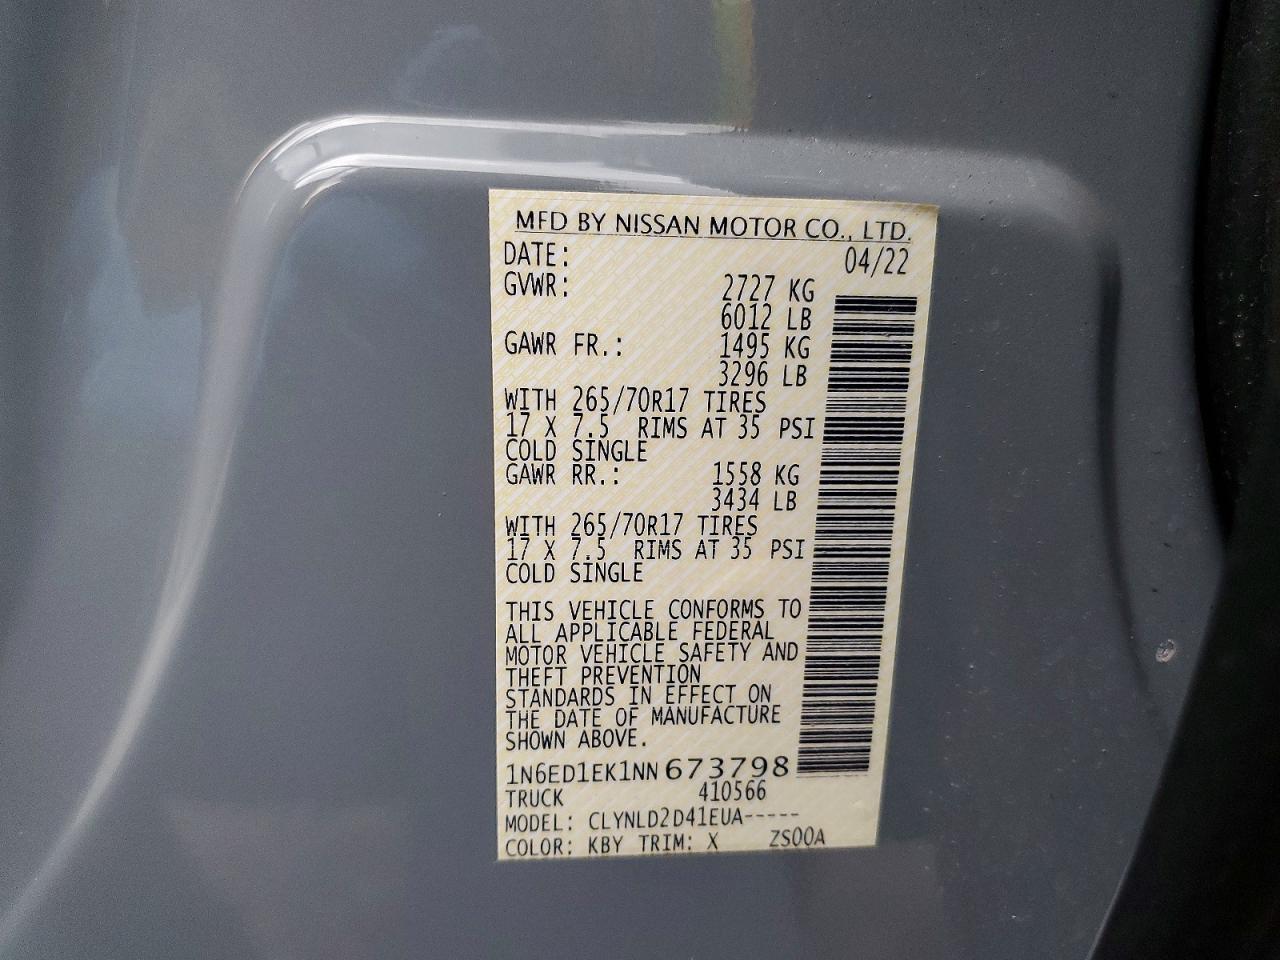 MFD BY NISSAN MOTOR CO., LTD.
DATE: 04/22
GVWR: 2727 KG
6012 LB
GAWR FR.: 1495 KG
3296 LB
WITH 265/70R17 TIRES
17 X 7.5 RIMS AT 35 PSI
COLD SINGLE
GAWR RR.: 1558 KG
3434 LB
WITH 265/70R17 TIRES
17 X 7.5 RIMS AT 35 PSI
COLD SINGLE
THIS VEHICLE CONFORMS TO
ALL APPLICABLE FEDERAL
MOTOR VEHICLE SAFETY AND
THEFT PREVENTION
STANDARDS IN EFFECT ON
THE DATE OF MANUFACTURE
SHOWN ABOVE.
1N6ED1EK1NN673798
TRUCK 410566
MODEL: CLYNLD2D41EUA-----
COLOR: KBY TRIM: X ZS00A